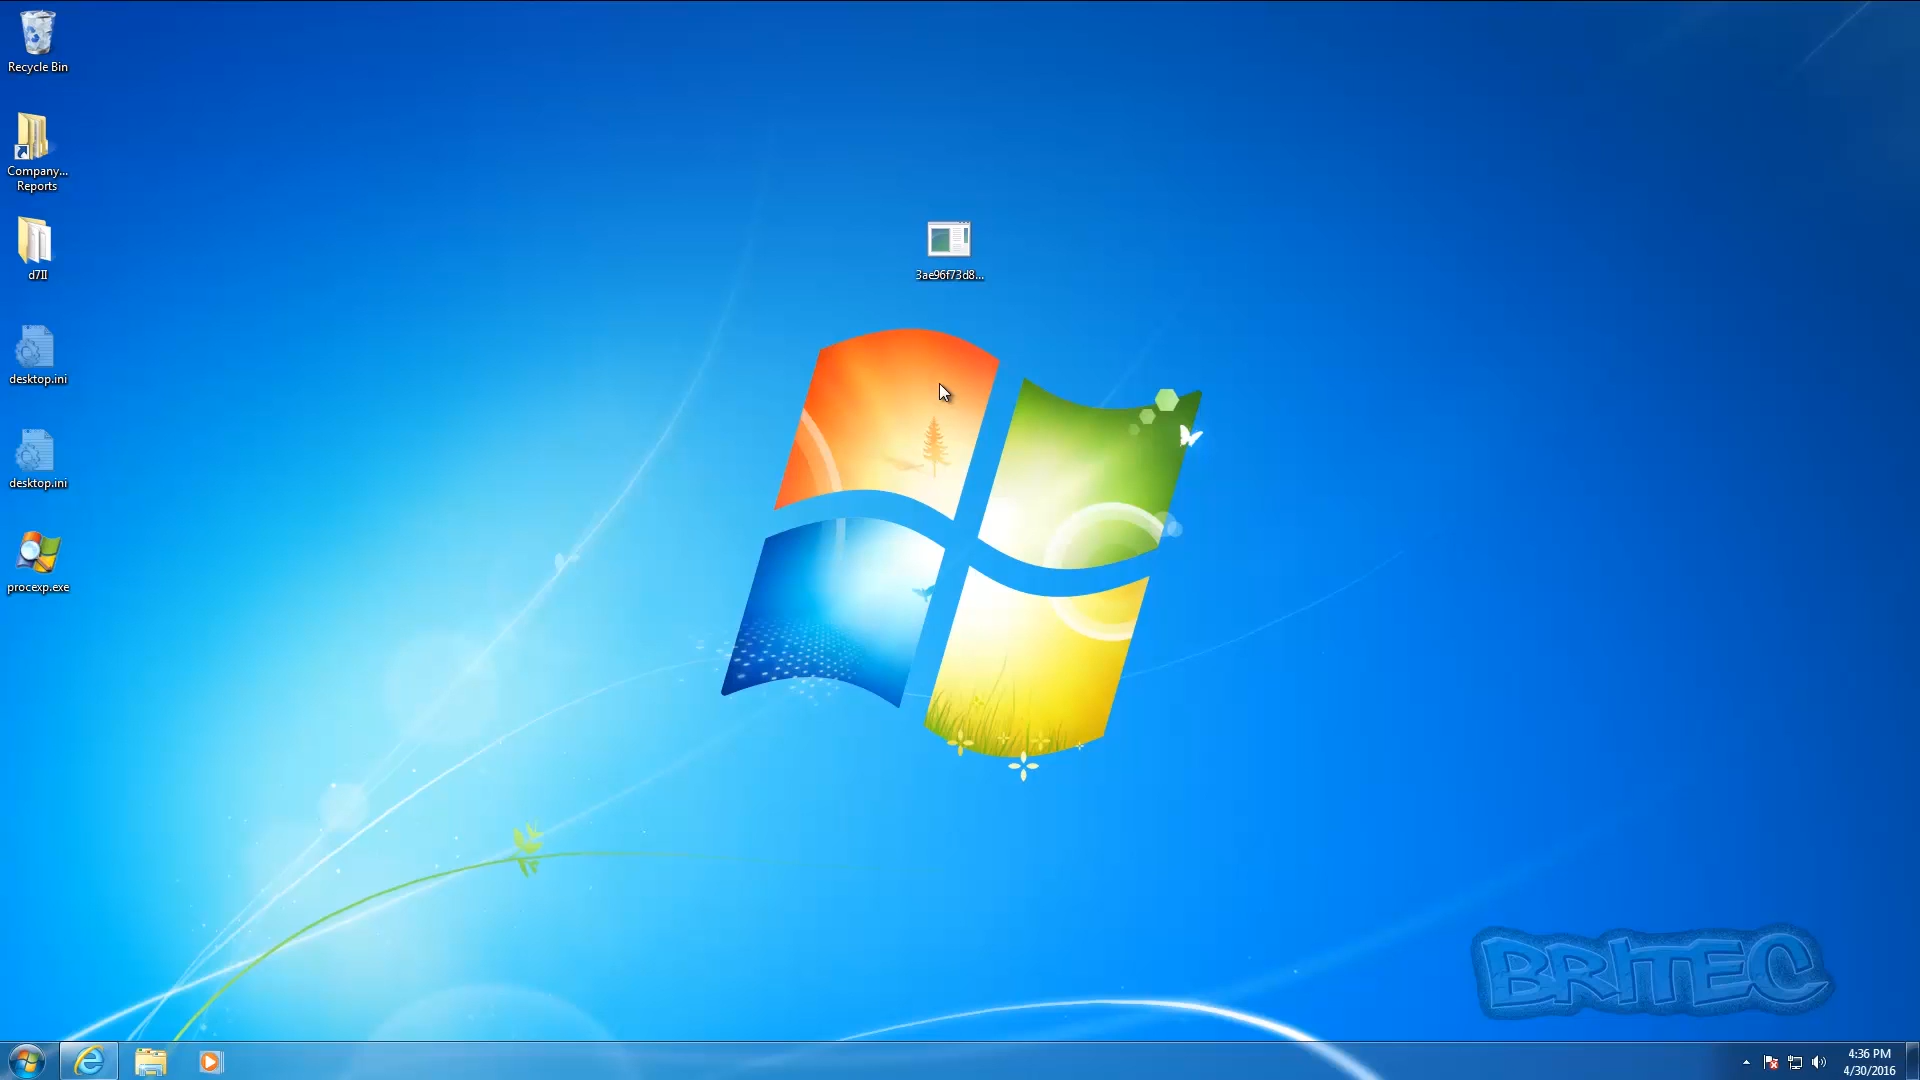 Recycle Bin
Company...
Reports
d7II
desktop.ini
desktop.ini
procexp.exe
3ae96f73d8...
BRITEC
4:36 PM
4/30/2016